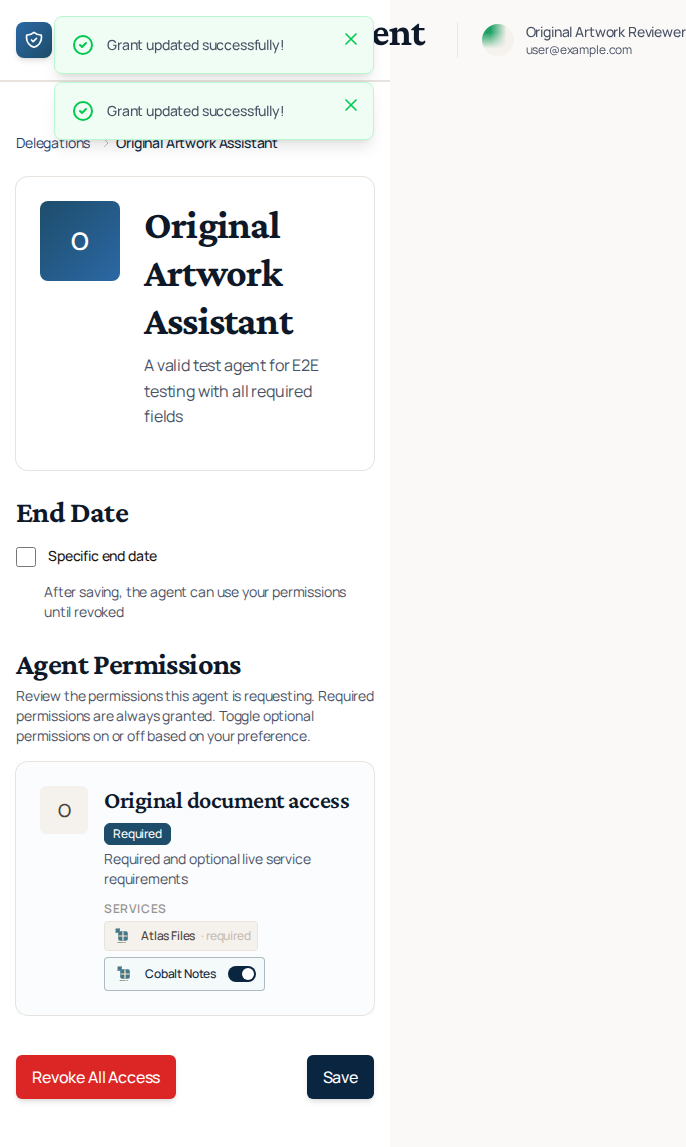 Grant updated successfully!
ent
Original Artwork Reviewer
user@example.com
Grant updated successfully!
Delegations
Original Artwork Assistant
O
Original
Artwork
Assistant
A valid test agent for E2E
testing with all required
fields
End Date
Specific end date
After saving, the agent can use your permissions
until revoked
Agent Permissions
Review the permissions this agent is requesting. Required
permissions are always granted. Toggle optional
permissions on or off based on your preference.
O
Original document access
Required
Required and optional live service
requirements
SERVICES
Atlas Files · required
Cobalt Notes
Revoke All Access
Save